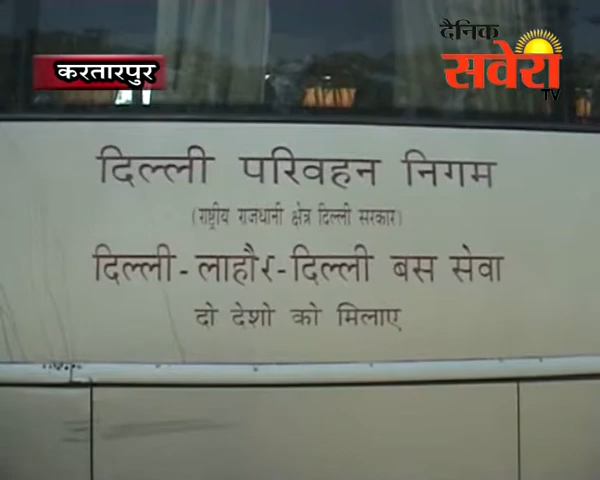 दैनिक
सवेरा
TV
करतारपुर
दिल्ली परिवहन निगम
(राष्ट्रीय राजधानी क्षेत्र दिल्ली सरकार)
दिल्ली-लाहौर-दिल्ली बस सेवा
दो देशो को मिलाए